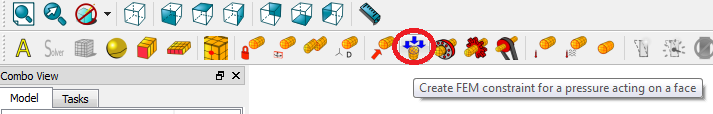 A Solver
D
Combo View
Create FEM constraint for a pressure acting on a face
Model Tasks